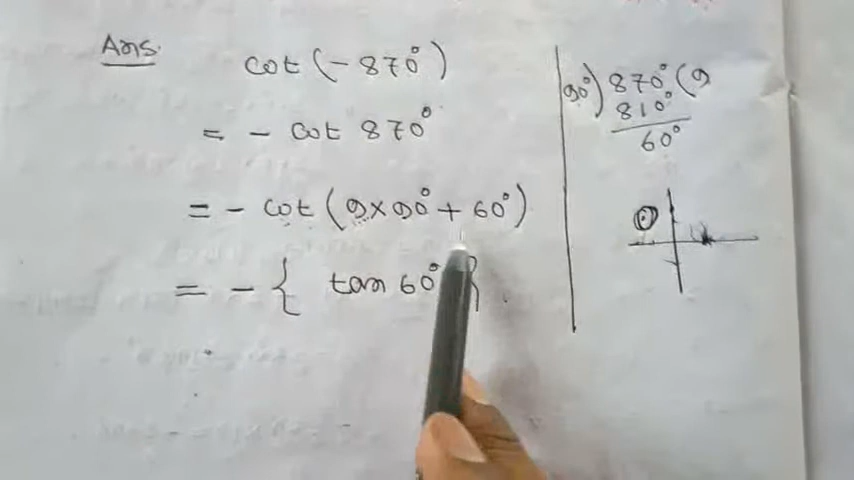 Ans.
cot (-870°)
= - cot 870°
= - cot (9×90° + 60°)
= - { tan 60° }
90°) 870° (9
810°
60°